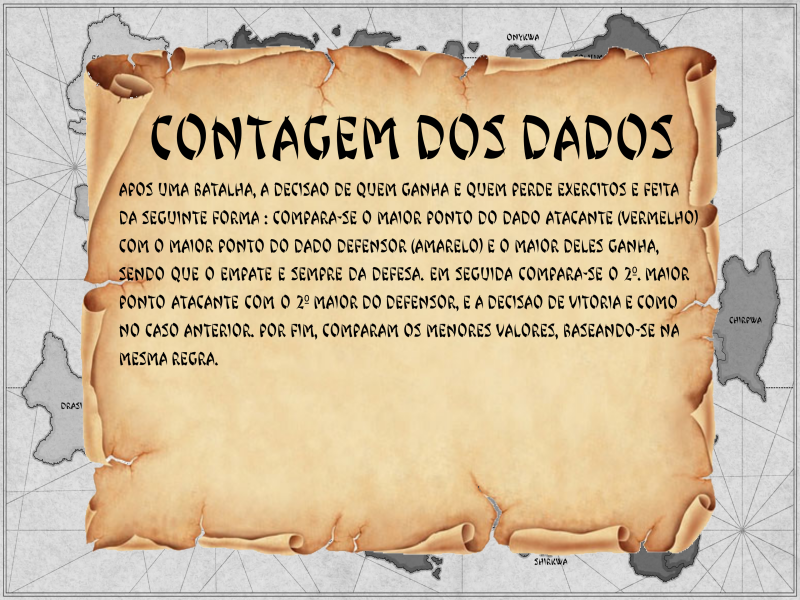 ONYKWA
CONTAGEM DOS DADOS
APOS UMA BATALHA, A DECISAO DE QUEM GANHA E QUEM PERDE EXERCITOS E FEITA
DA SEGUINTE FORMA : COMPARA-SE O MAIOR PONTO DO DADO ATACANTE (VERMELHO)
COM O MAIOR PONTO DO DADO DEFENSOR (AMARELO) E O MAIOR DELES GANHA,
SENDO QUE O EMPATE E SEMPRE DA DEFESA. EM SEGUIDA COMPARA-SE O 2º. MAIOR
PONTO ATACANTE COM O 2º MAIOR DO DEFENSOR, E A DECISAO DE VITORIA E COMO
NO CASO ANTERIOR. POR FIM, COMPARAM OS MENORES VALORES, BASEANDO-SE NA
MESMA REGRA.
CHIRPWA
SHIRKWA